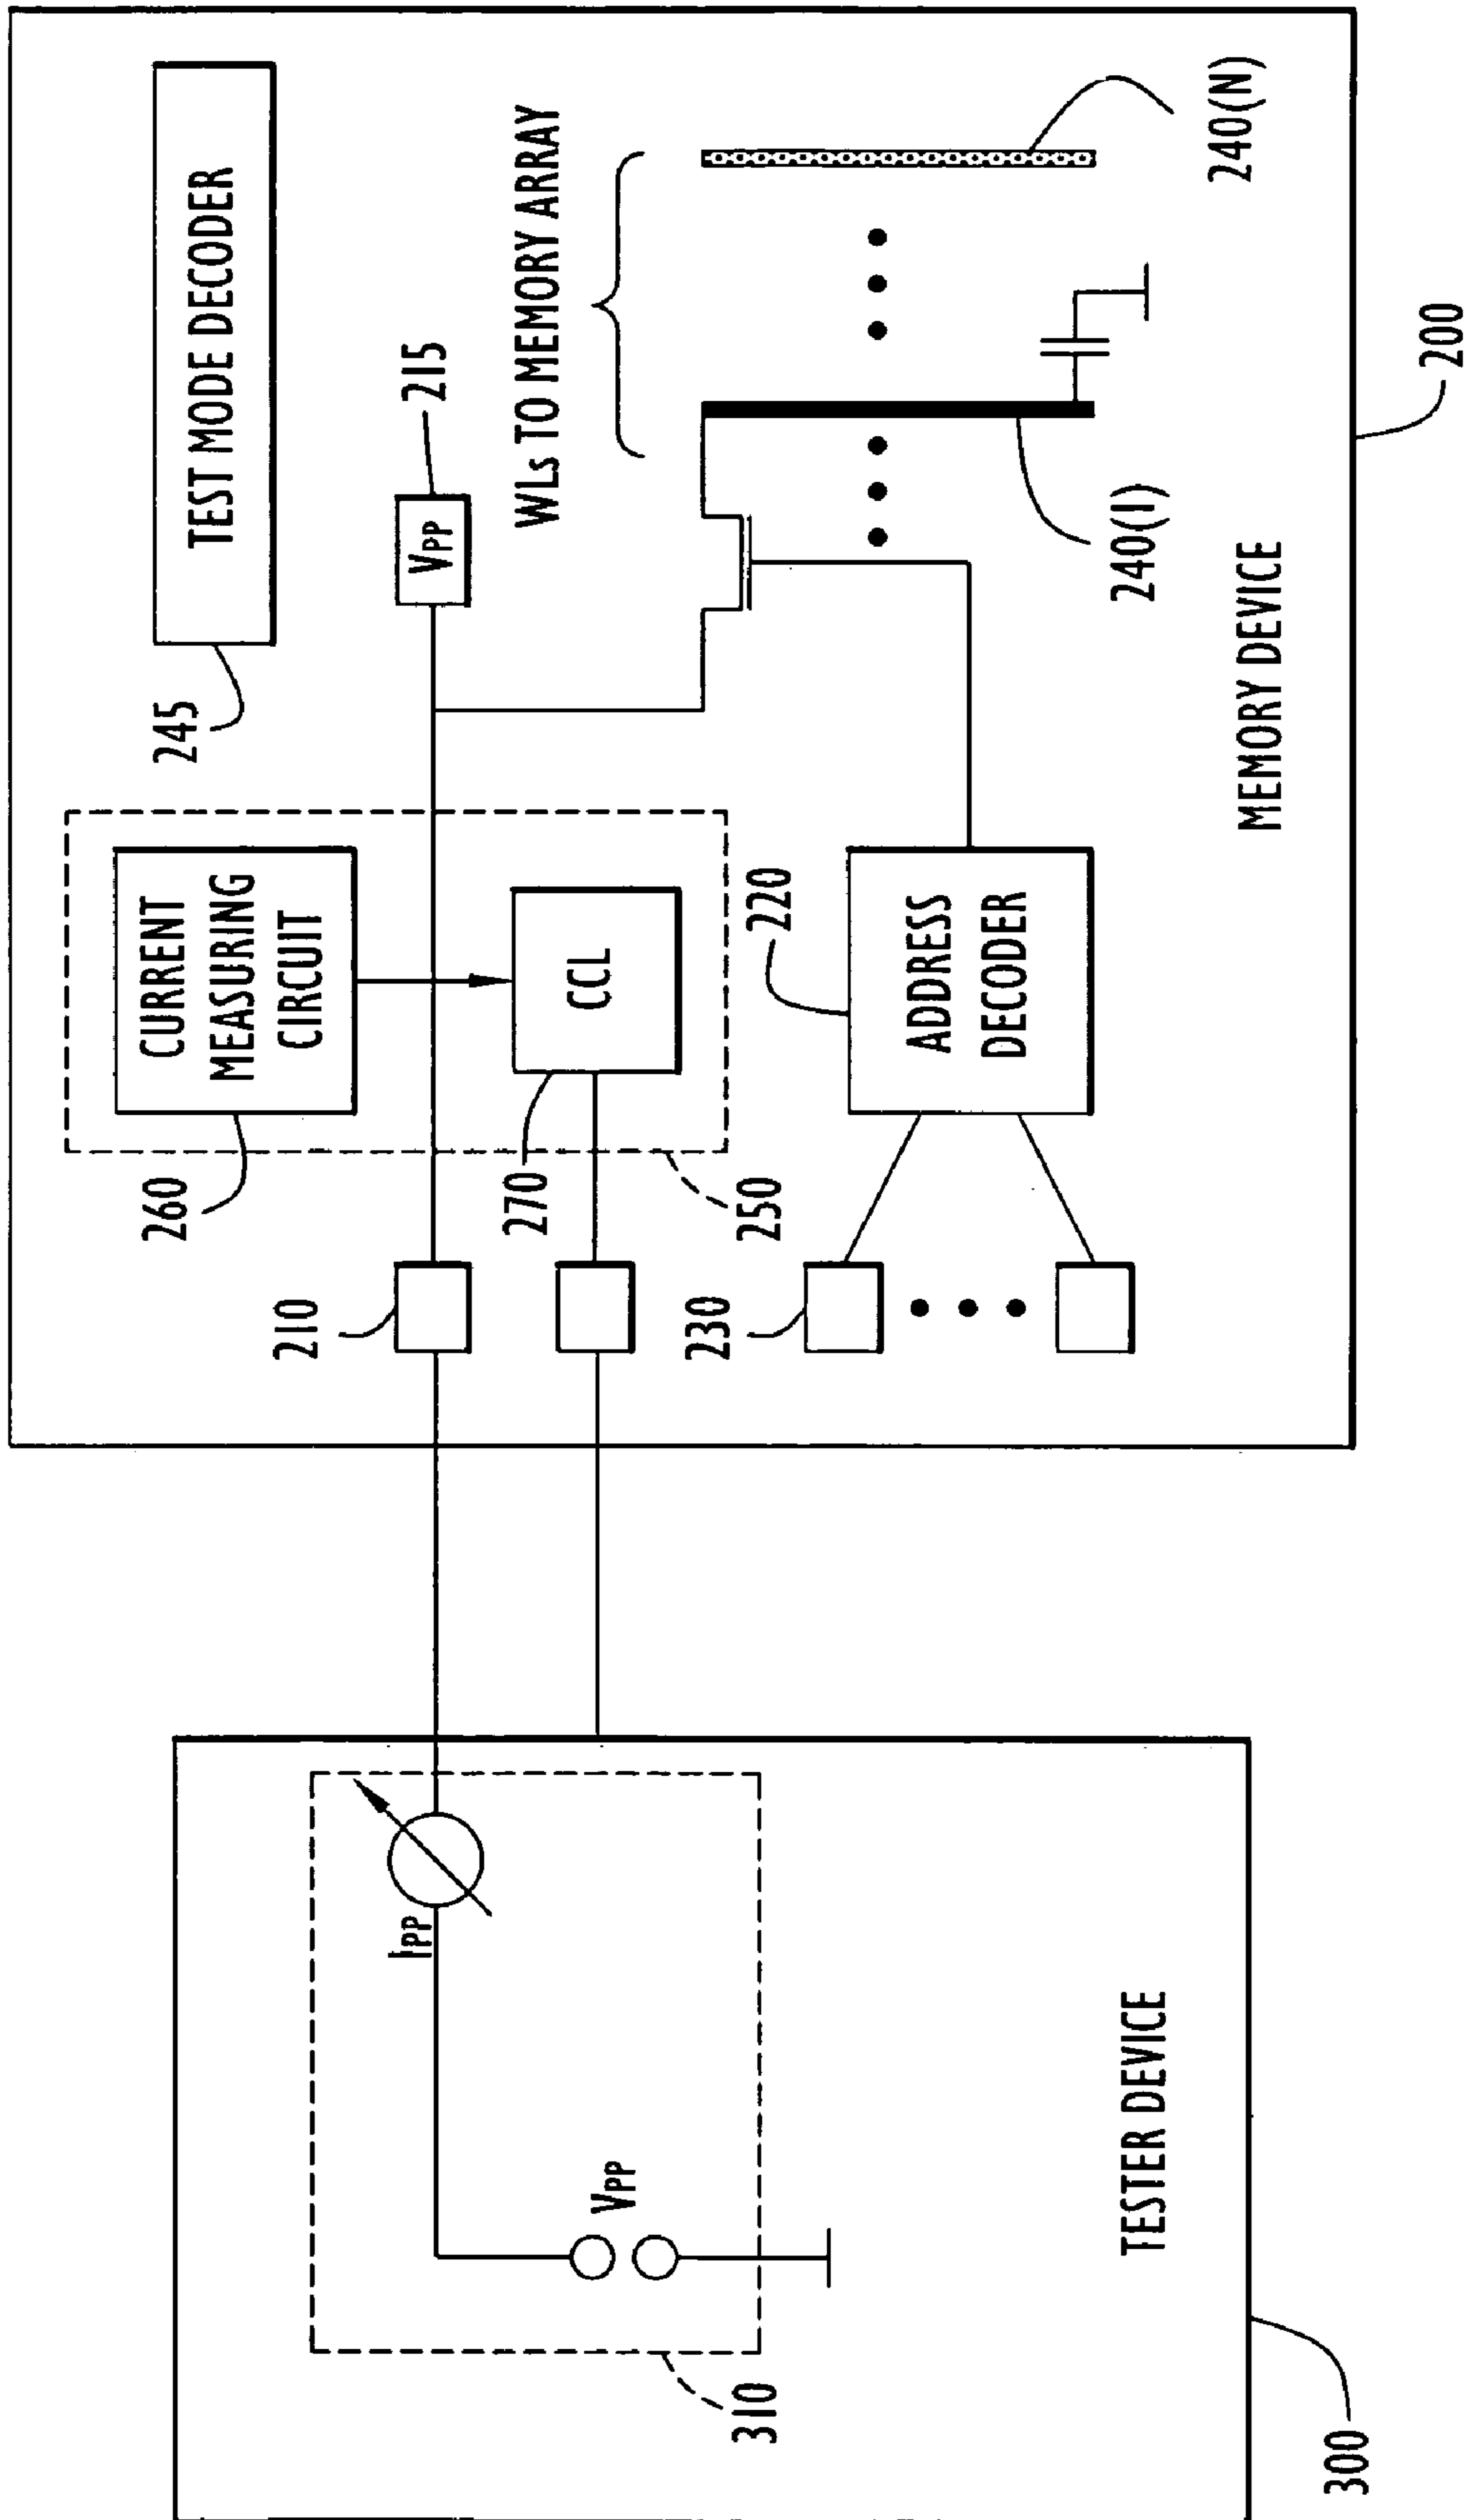 260
CURRENT
MEASURING
CIRCUIT
245
TEST MODE DECODER
210
IPP
VPP
215
270
CCL
WLs TO MEMORY ARRAY
VPP
230
310
250
220
ADDRESS
DECODER
240(1)
240(N)
TESTER DEVICE
MEMORY DEVICE
300
200